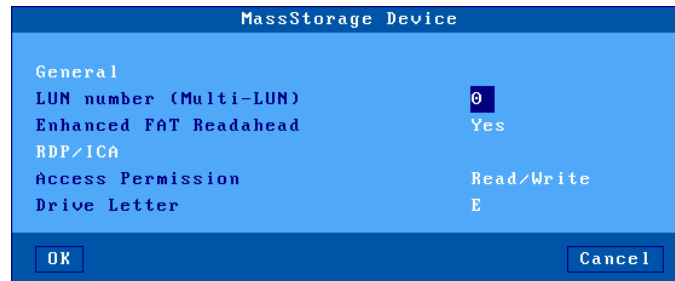 MassStorage Device
General
LUN number (Multi-LUN) 0
Enhanced FAT Readahead Yes
RDP/ICA
Access Permission Read/Write
Drive Letter E
OK Cancel